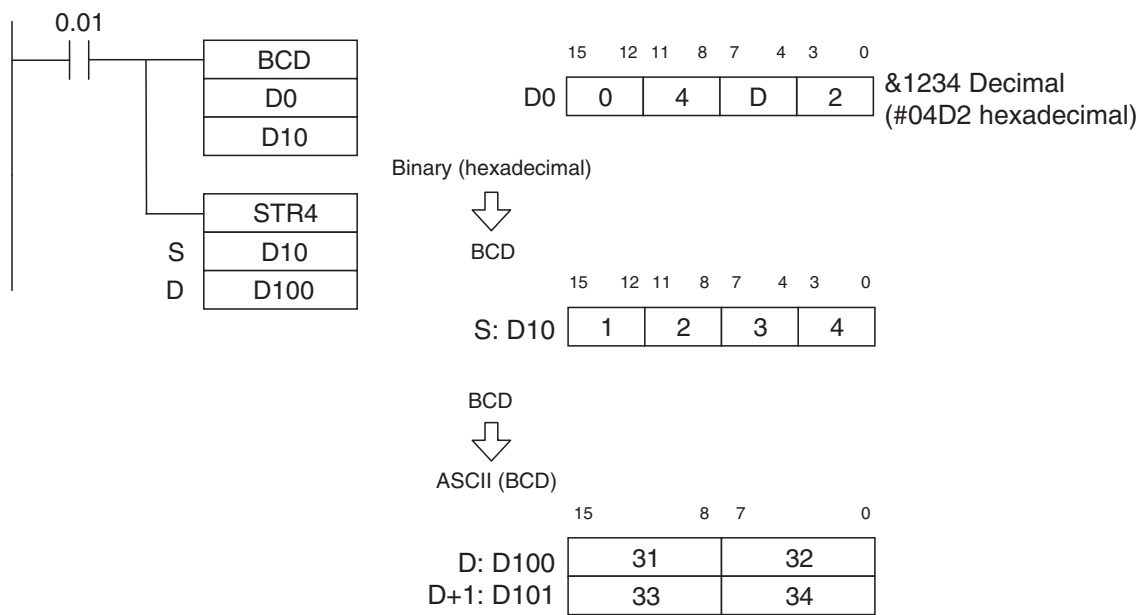 0.01
BCD
D0
D10
STR4
S D10
D D100
15 12 11 8 7 4 3 0
D0 0 4 D 2
&1234 Decimal
(#04D2 hexadecimal)
Binary (hexadecimal)
BCD
15 12 11 8 7 4 3 0
S: D10 1 2 3 4
BCD
ASCII (BCD)
15 8 7 0
D: D100 31 32
D+1: D101 33 34